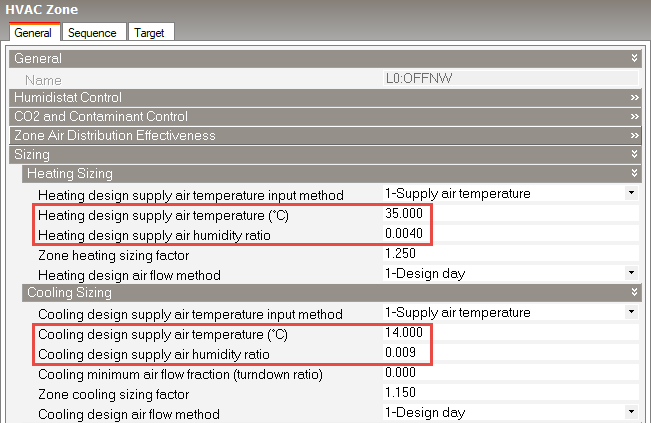 HVAC Zone
General Sequence Target
General
Name L0:OFFNW
Humidistat Control
CO2 and Contaminant Control
Zone Air Distribution Effectiveness
Sizing
Heating Sizing
Heating design supply air temperature input method 1-Supply air temperature
Heating design supply air temperature (°C) 35.000
Heating design supply air humidity ratio 0.0040
Zone heating sizing factor 1.250
Heating design air flow method 1-Design day
Cooling Sizing
Cooling design supply air temperature input method 1-Supply air temperature
Cooling design supply air temperature (°C) 14.000
Cooling design supply air humidity ratio 0.009
Cooling minimum air flow fraction (turndown ratio) 0.000
Zone cooling sizing factor 1.150
Cooling design air flow method 1-Design day